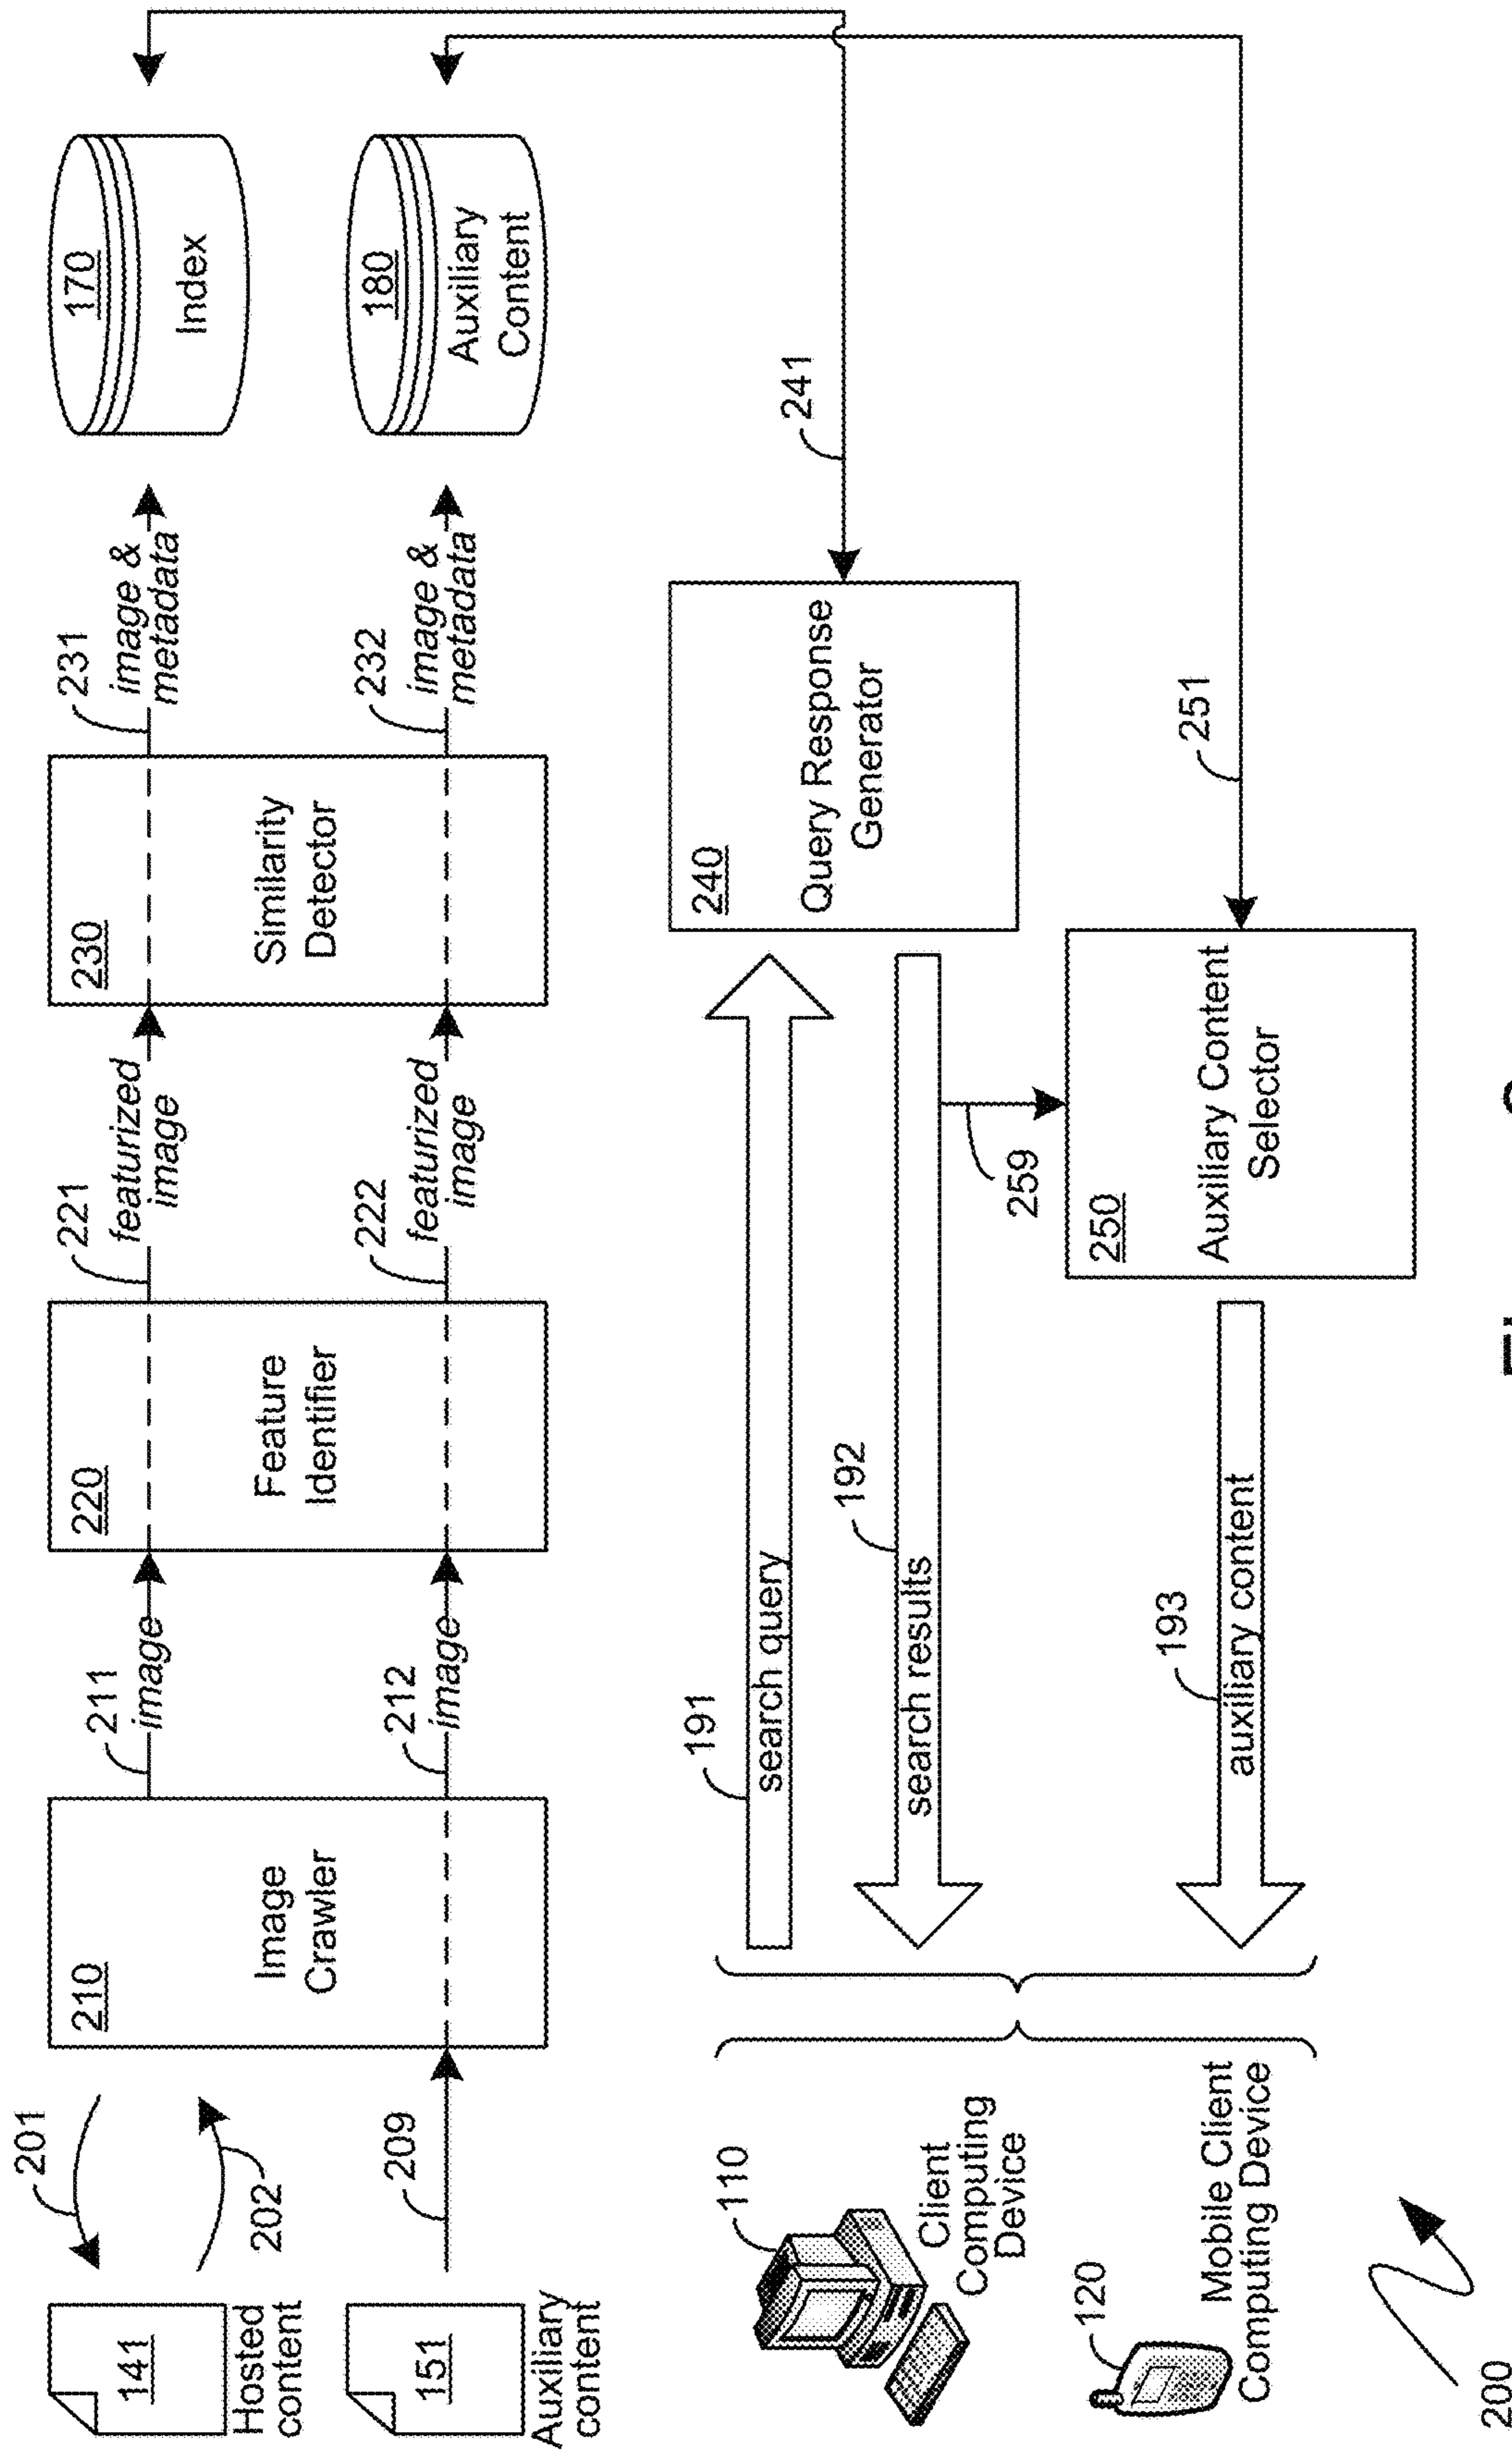 201
141
Hosted
content
202
209
151
Auxiliary
content
210
Image
Crawler
211
image
212
image
220
Feature
Identifier
221
featurized
image
222
featurized
image
230
Similarity
Detector
231
image &
metadata
232
image &
metadata
170
Index
180
Auxiliary
Content
110
Client
Computing
Device
120
Mobile Client
Computing Device
191
search query
192
search results
193
auxiliary content
240
Query Response
Generator
241
259
250
Auxiliary Content
Selector
251
200